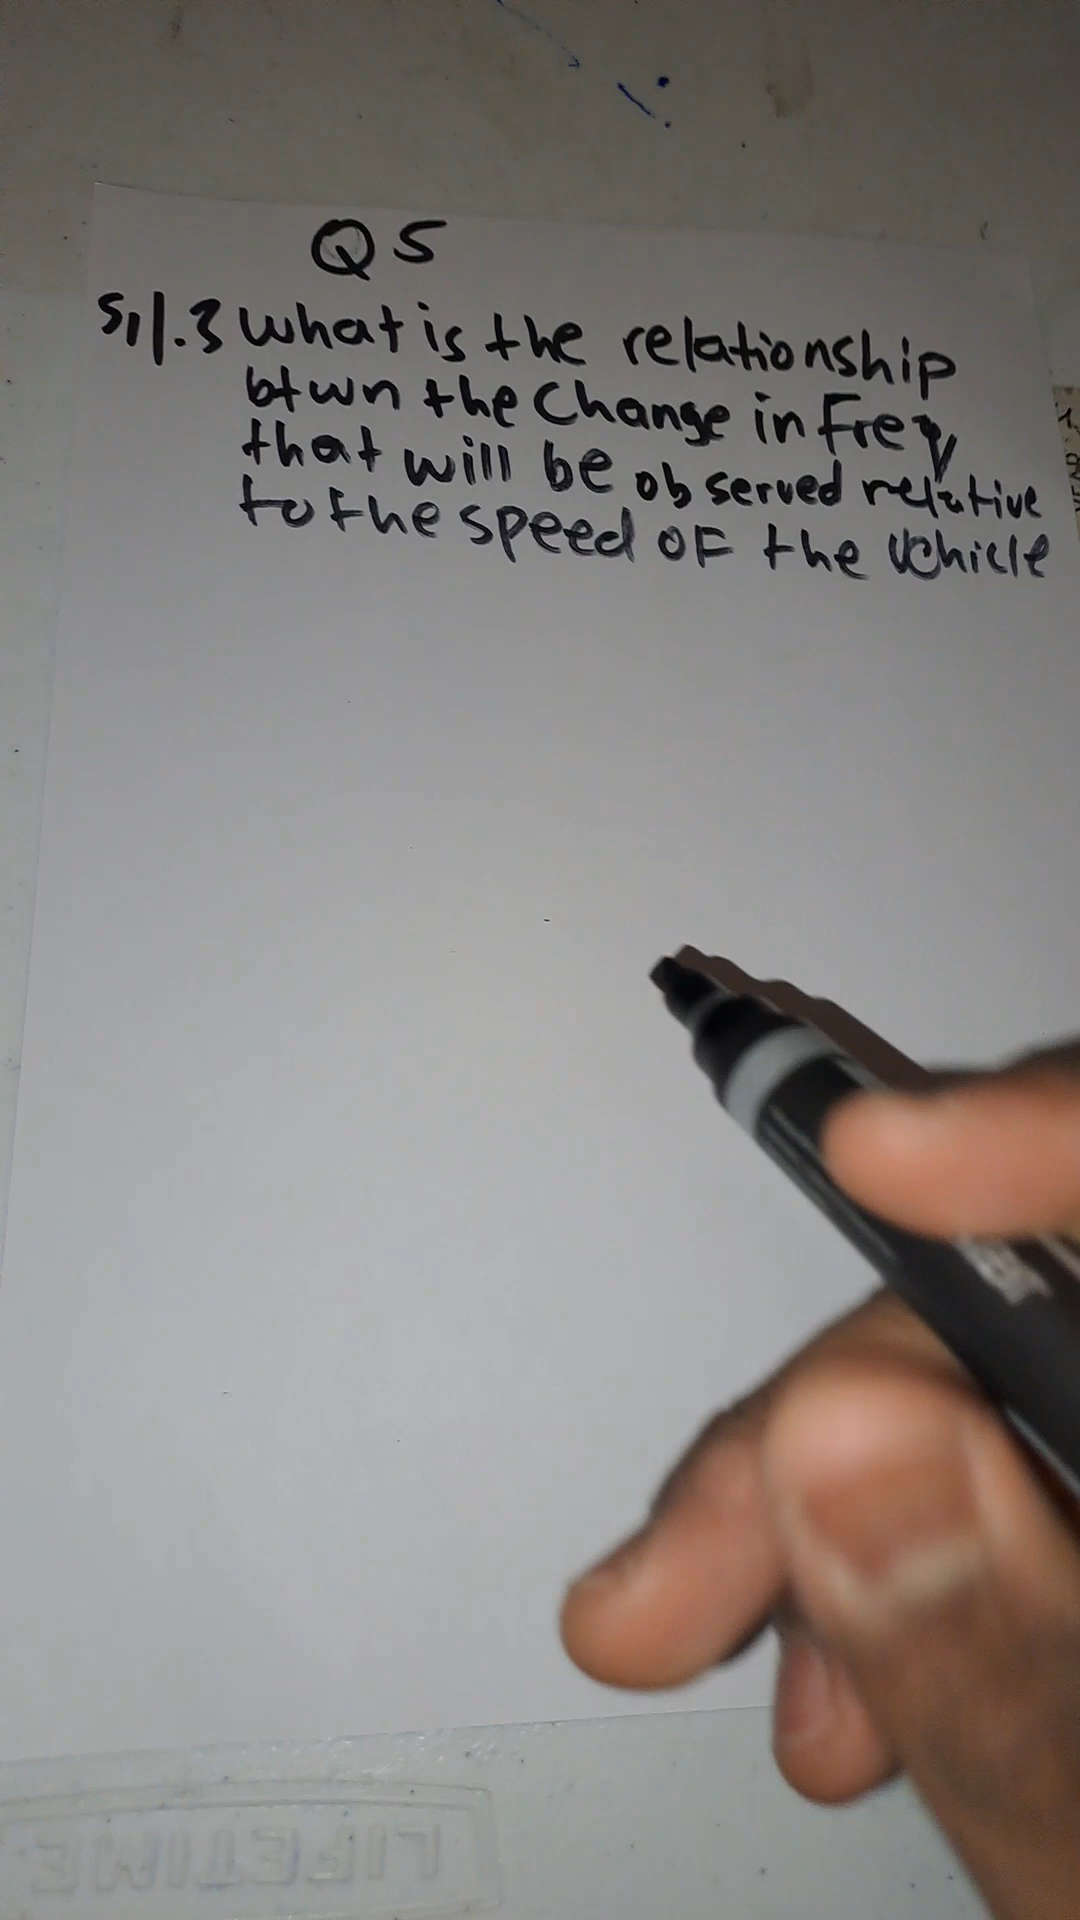 Q5
5.1.3 what is the relationship
btwn the Change in Freq
that will be observed relative
to the speed of the vehicle
LIFETIME